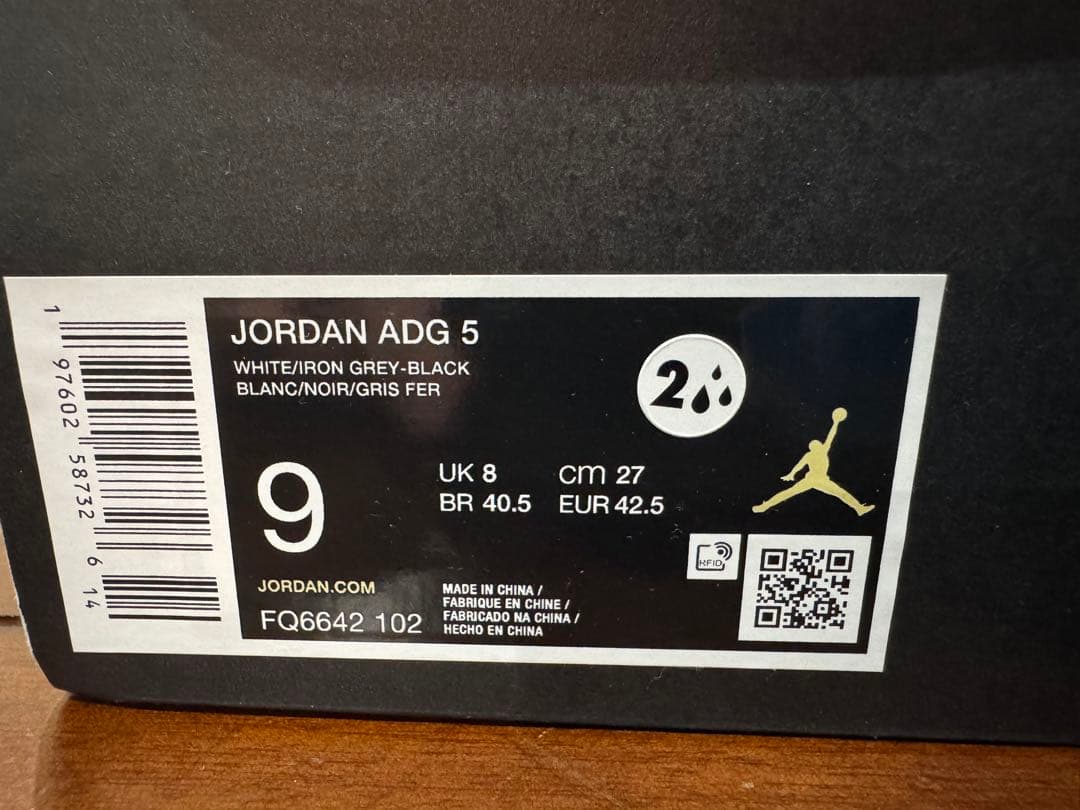 JORDAN ADG 5
WHITE/IRON GREY-BLACK
BLANC/NOIR/GRIS FER
2
9
UK 8 cm 27
BR 40.5 EUR 42.5
RFID
JORDAN.COM
FQ6642 102
MADE IN CHINA /
FABRIQUE EN CHINE /
FABRICADO NA CHINA /
HECHO EN CHINA
1 97602 58732 6 14